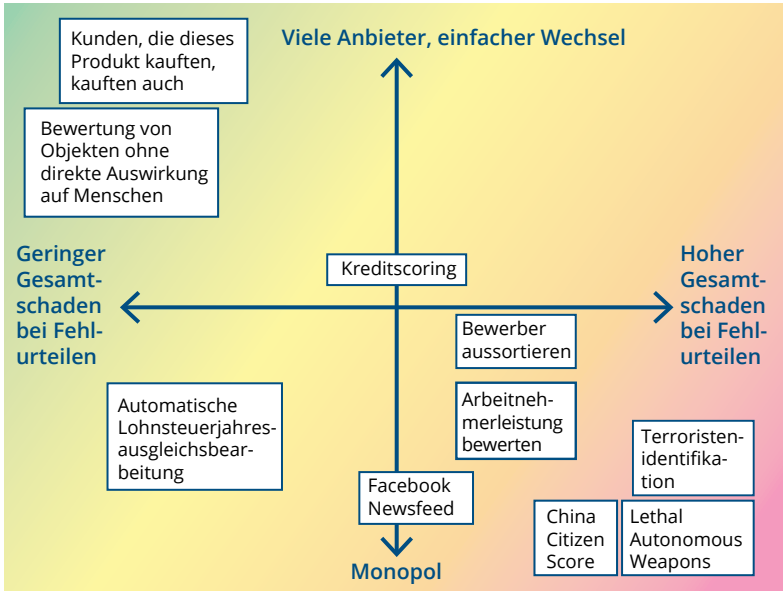 Kunden, die dieses
Produkt kauften,
kauften auch
Viele Anbieter, einfacher Wechsel
Bewertung von
Objekten ohne
direkte Auswirkung
auf Menschen
Geringer
Gesamt-
schaden
bei Fehl-
urteilen
Kreditscoring
Hoher
Gesamt-
schaden
bei Fehl-
urteilen
Bewerber
aussortieren
Automatische
Lohnsteuerjahres-
ausgleichsbear-
beitung
Arbeitneh-
merleistung
bewerten
Terroristen-
identifika-
tion
Facebook
Newsfeed
China
Citizen
Score
Lethal
Autonomous
Weapons
Monopol